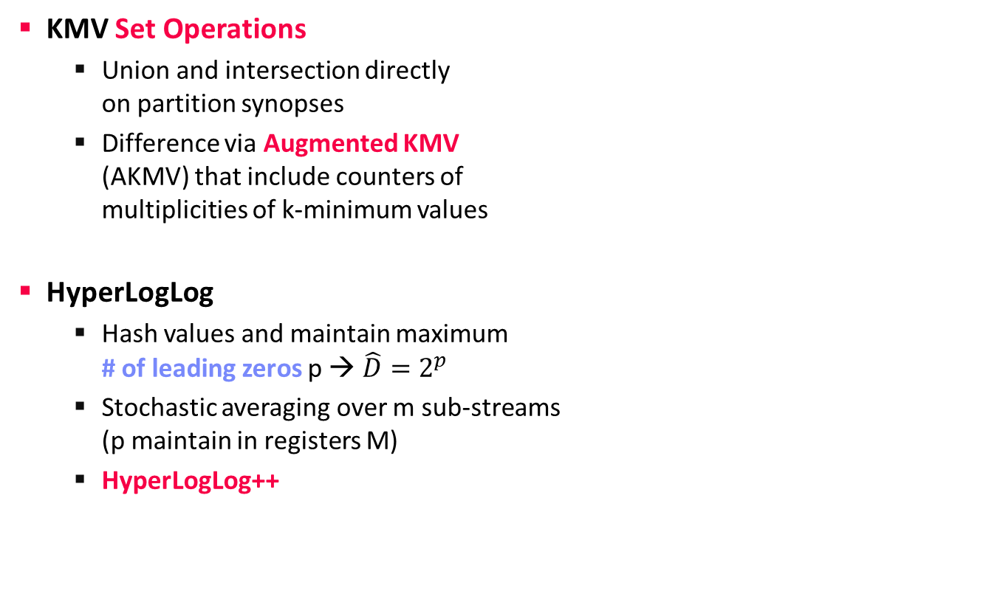 ▪ KMV Set Operations
▪ Union and intersection directly
on partition synopses
▪ Difference via Augmented KMV
(AKMV) that include counters of
multiplicities of k-minimum values
▪ HyperLogLog
▪ Hash values and maintain maximum
# of leading zeros p → D̂ = 2ᵖ
▪ Stochastic averaging over m sub-streams
(p maintain in registers M)
▪ HyperLogLog++